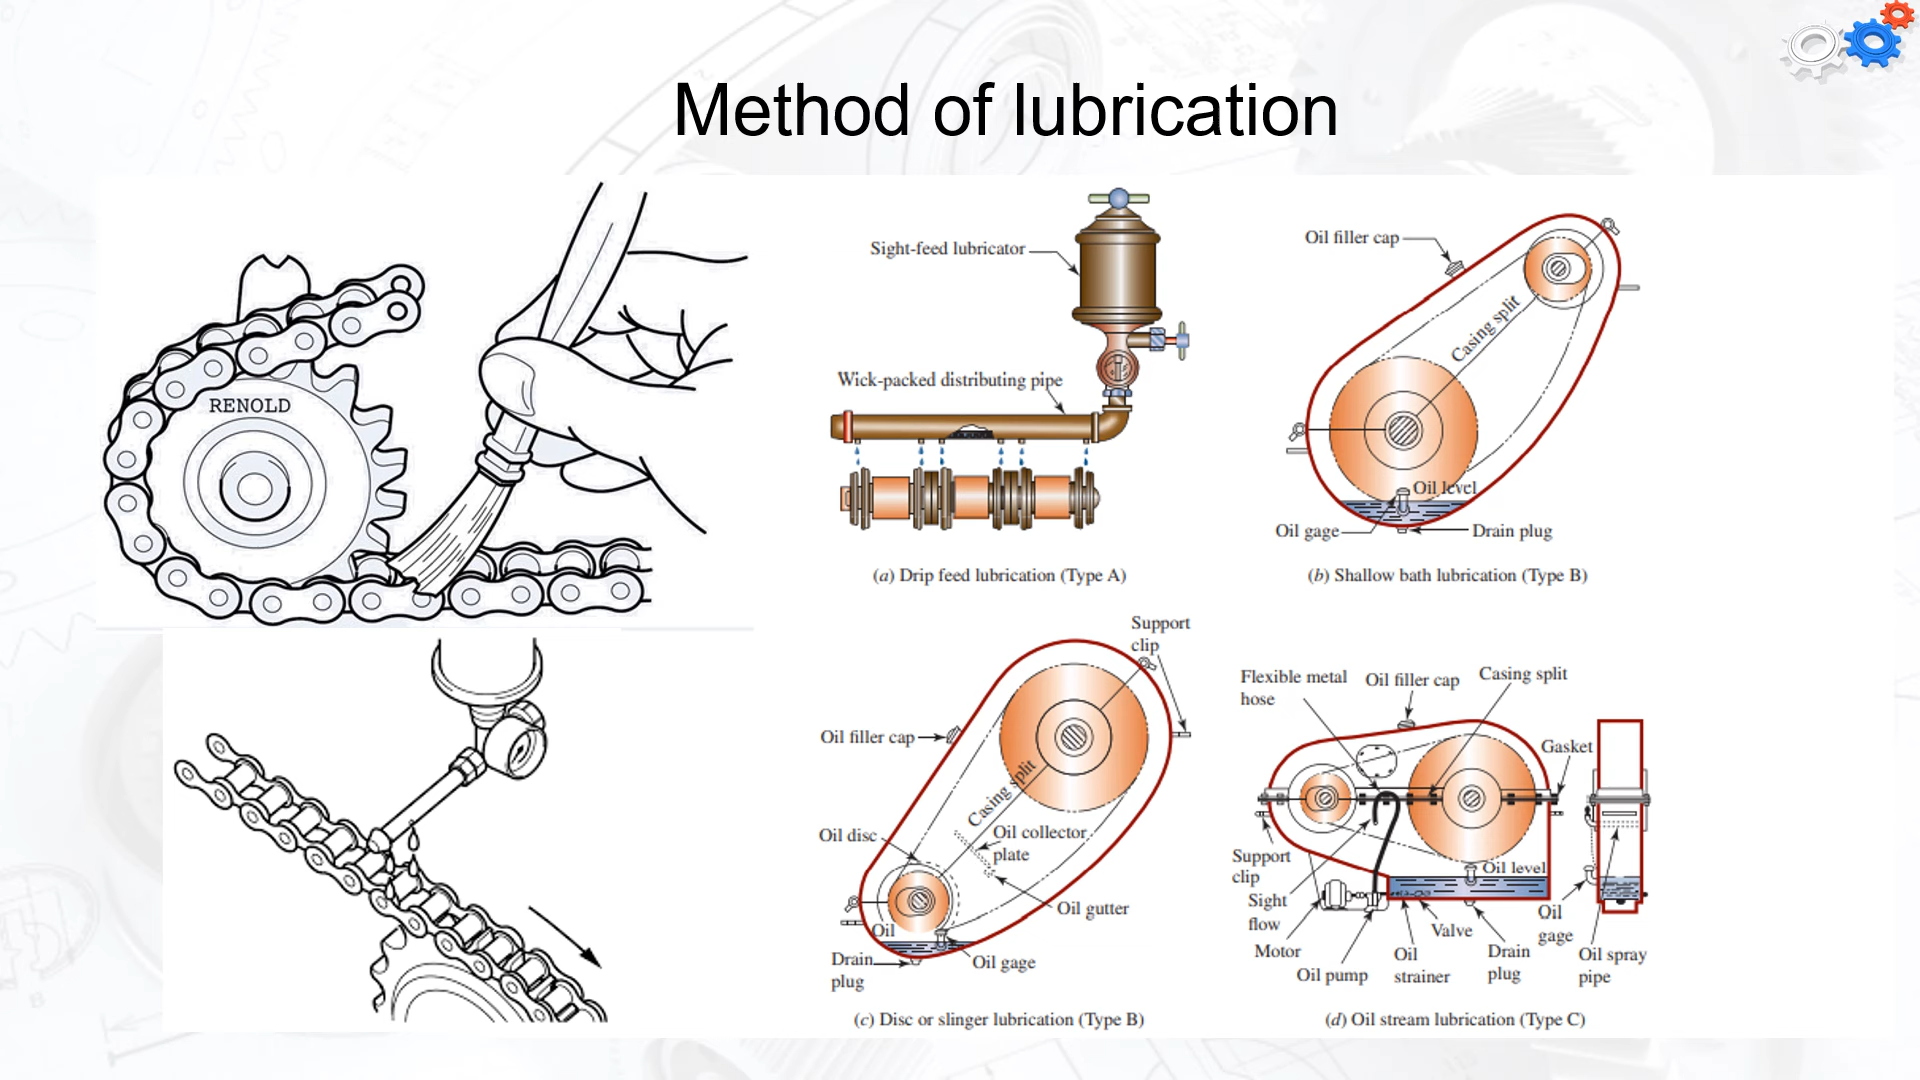 Method of lubrication
RENOLD
Sight-feed lubricator
Wick-packed distributing pipe
(a) Drip feed lubrication (Type A)
Oil filler cap
Casing split
Oil level
Oil gage
Drain plug
(b) Shallow bath lubrication (Type B)
Support
clip
Oil filler cap
Casing split
Oil disc
Oil collector
plate
Oil gutter
Oil
Drain
plug
Oil gage
(c) Disc or slinger lubrication (Type B)
Flexible metal
hose
Oil filler cap
Casing split
Gasket
Support
clip
Oil level
Sight
flow
Motor
Oil pump
Oil
strainer
Valve
Drain
plug
Oil
gage
Oil spray
pipe
(d) Oil stream lubrication (Type C)